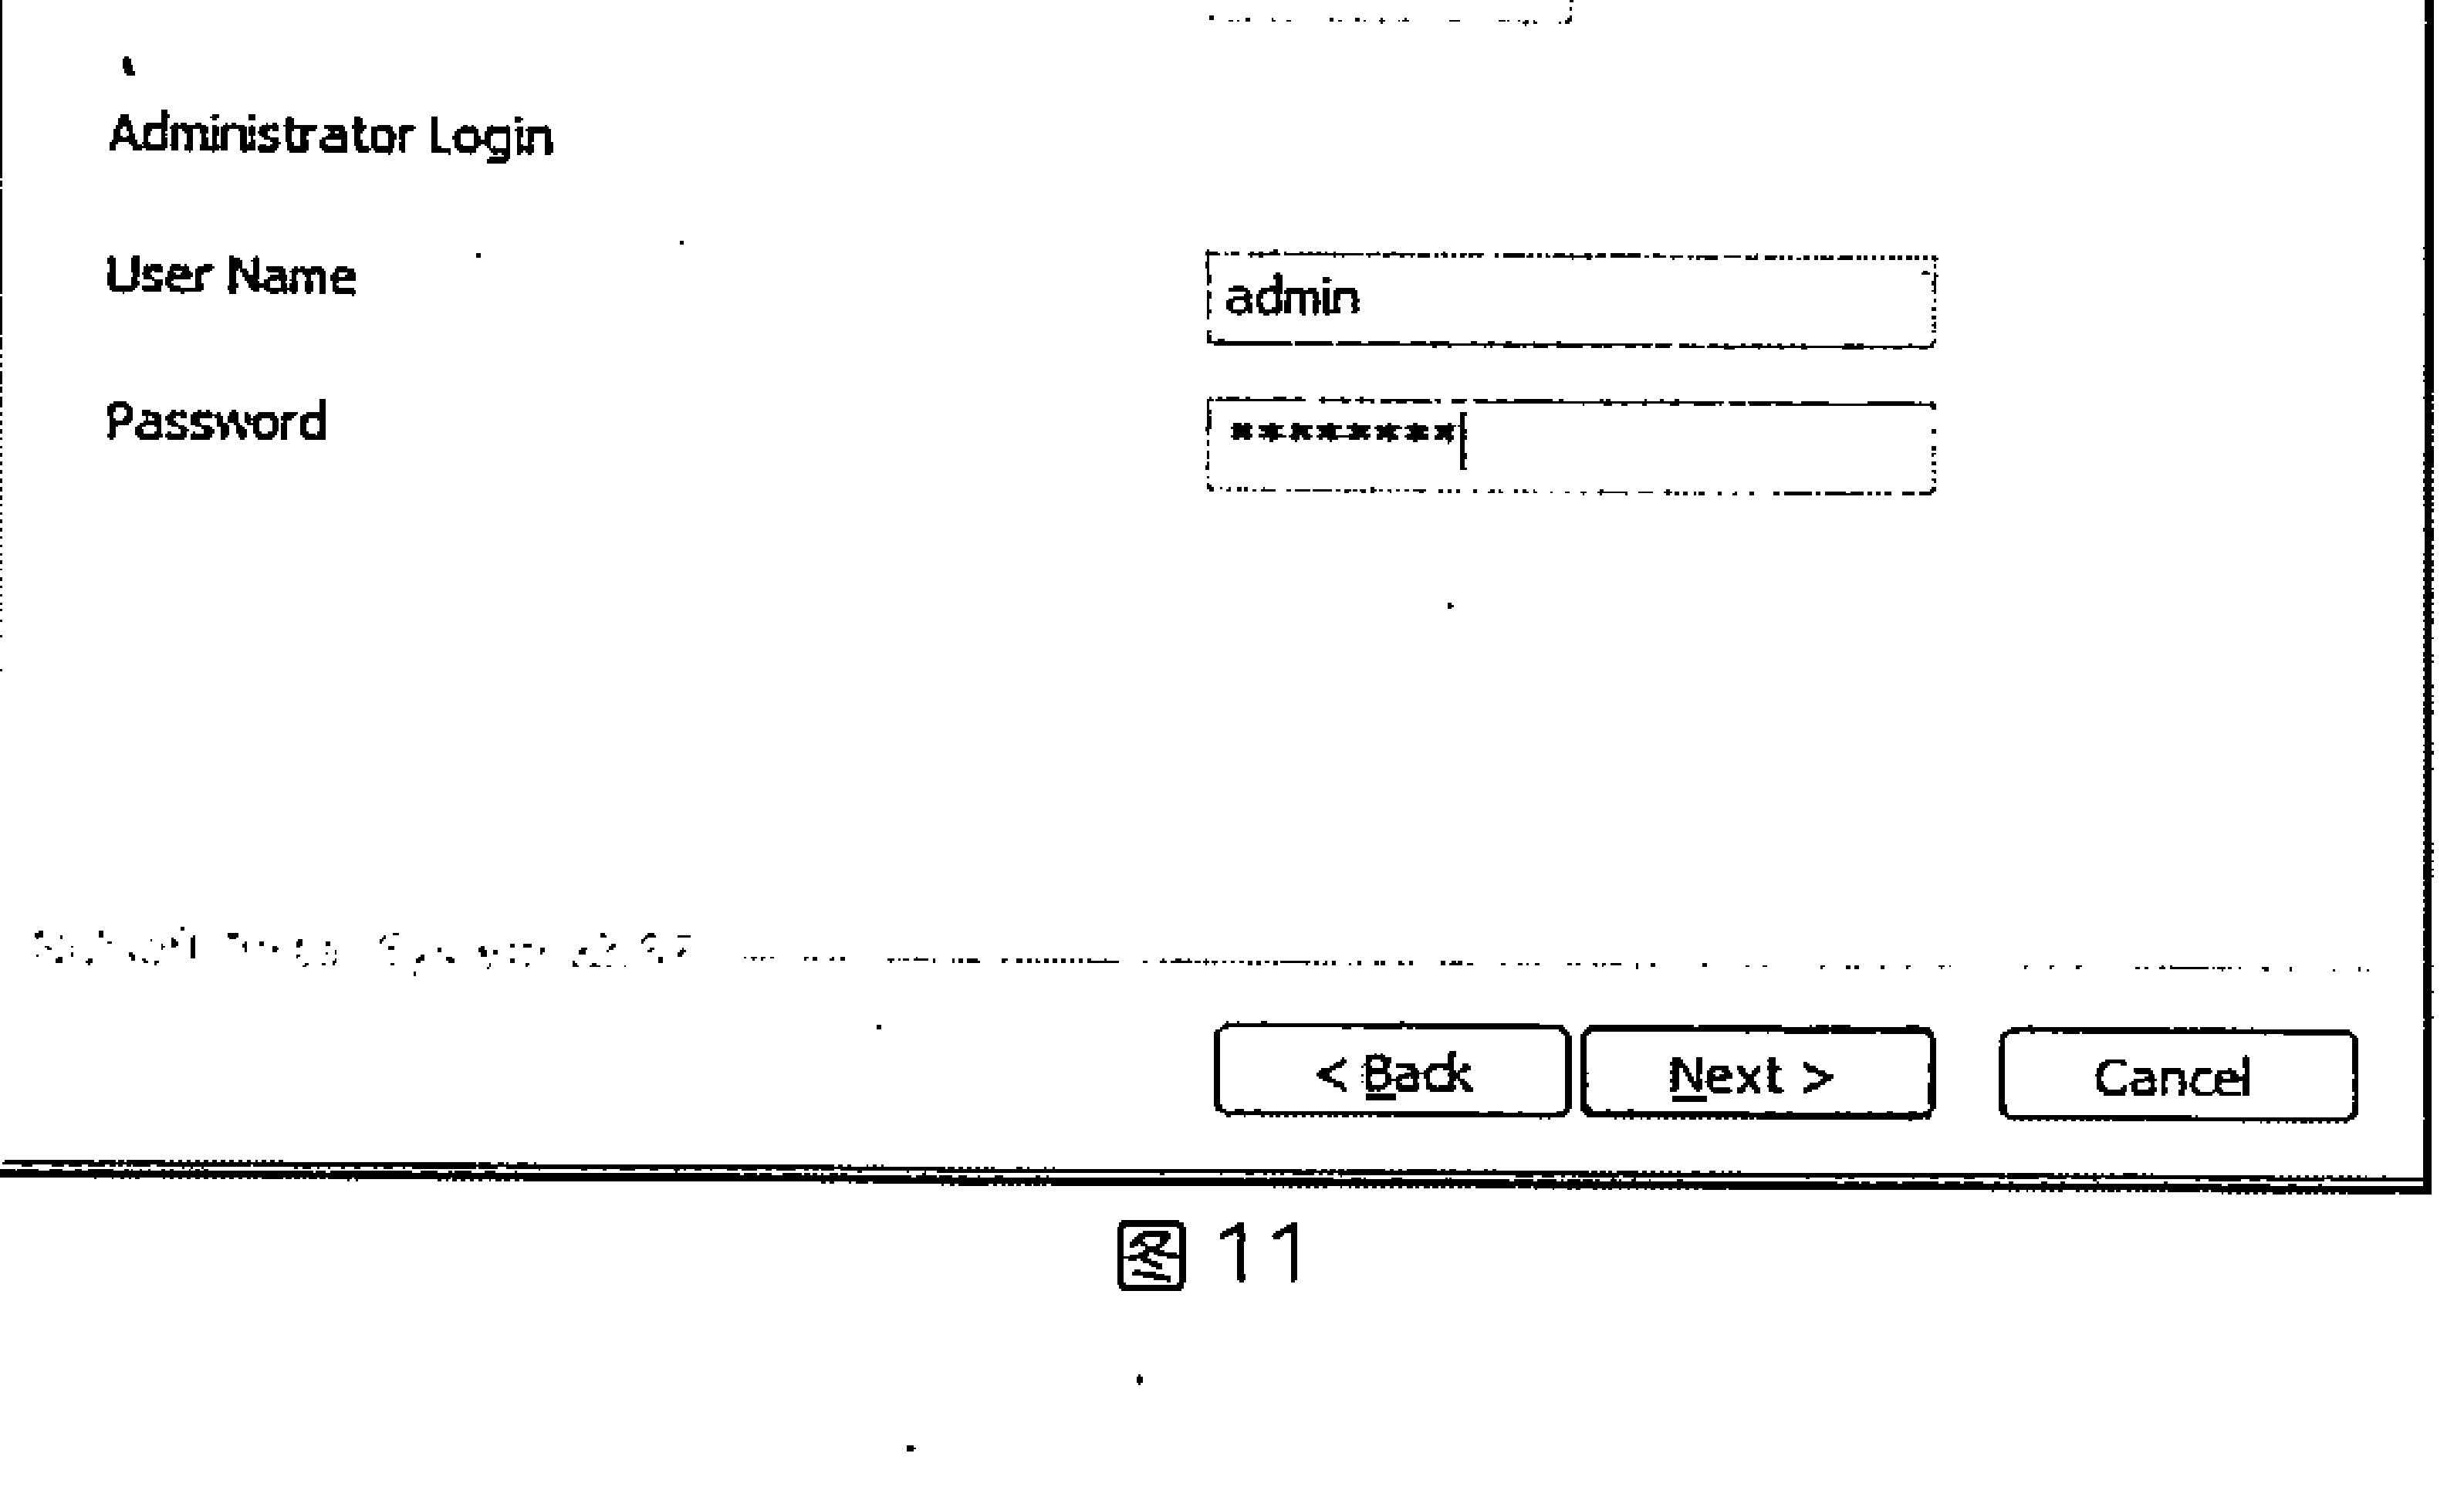 Administrator Login
User Name
admin
Password
********
< Back
Next >
Cancel
图 11